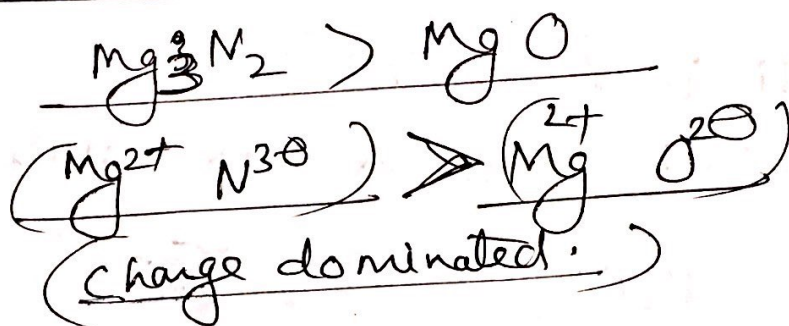 Mg3N2 > MgO
(Mg2+ N3⊖) > (Mg2+ O2⊖)
(Charge dominated.)